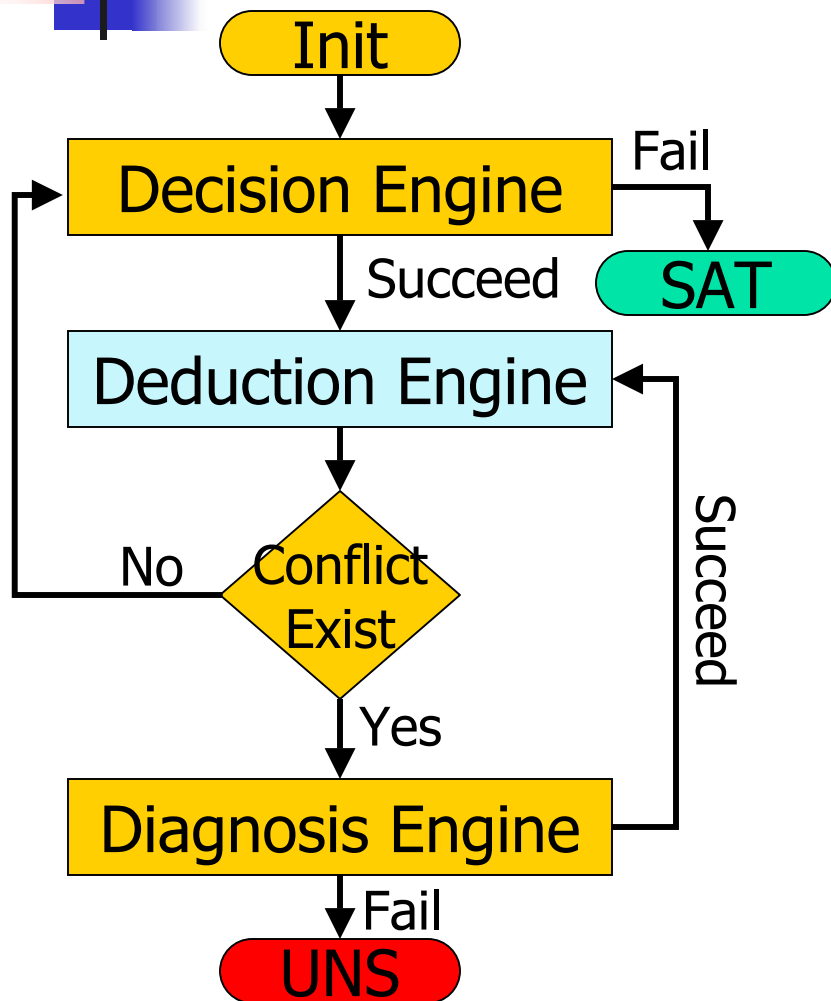 Init
Decision Engine
Fail
SAT
Succeed
Deduction Engine
No
Conflict
Exist
Succeed
Yes
Diagnosis Engine
Fail
UNS